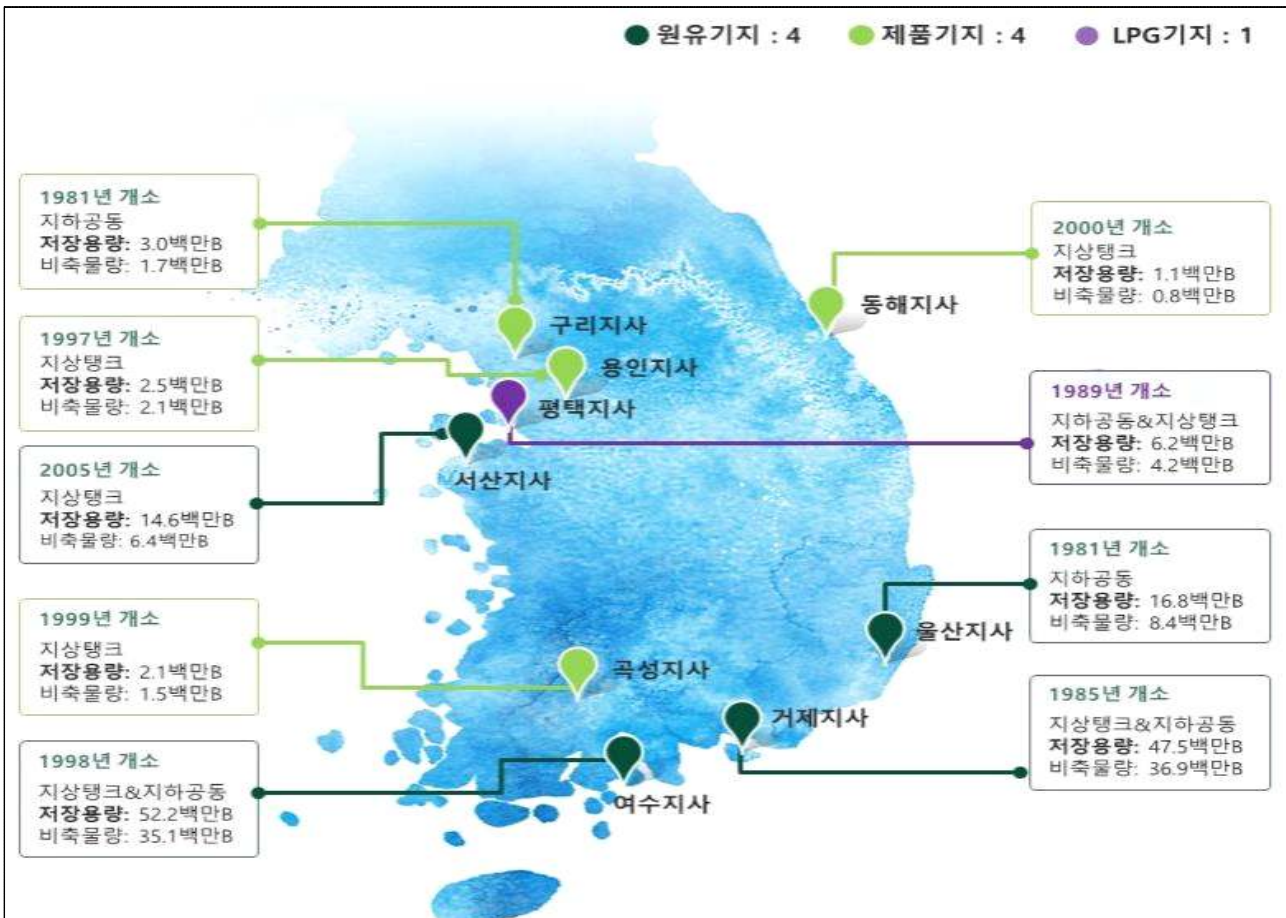 원유기지 : 4 제품기지 : 4 LPG기지 : 1
1981년 개소
지하공동
저장용량: 3.0백만B
비축물량: 1.7백만B
1997년 개소
지상탱크
저장용량: 2.5백만B
비축물량: 2.1백만B
2005년 개소
지상탱크
저장용량: 14.6백만B
비축물량: 6.4백만B
1999년 개소
지상탱크
저장용량: 2.1백만B
비축물량: 1.5백만B
1998년 개소
지상탱크&지하공동
저장용량: 52.2백만B
비축물량: 35.1백만B
구리지사
용인지사
평택지사
서산지사
곡성지사
여수지사
거제지사
울산지사
동해지사
2000년 개소
지상탱크
저장용량: 1.1백만B
비축물량: 0.8백만B
1989년 개소
지하공동&지상탱크
저장용량: 6.2백만B
비축물량: 4.2백만B
1981년 개소
지하공동
저장용량: 16.8백만B
비축물량: 8.4백만B
1985년 개소
지상탱크&지하공동
저장용량: 47.5백만B
비축물량: 36.9백만B